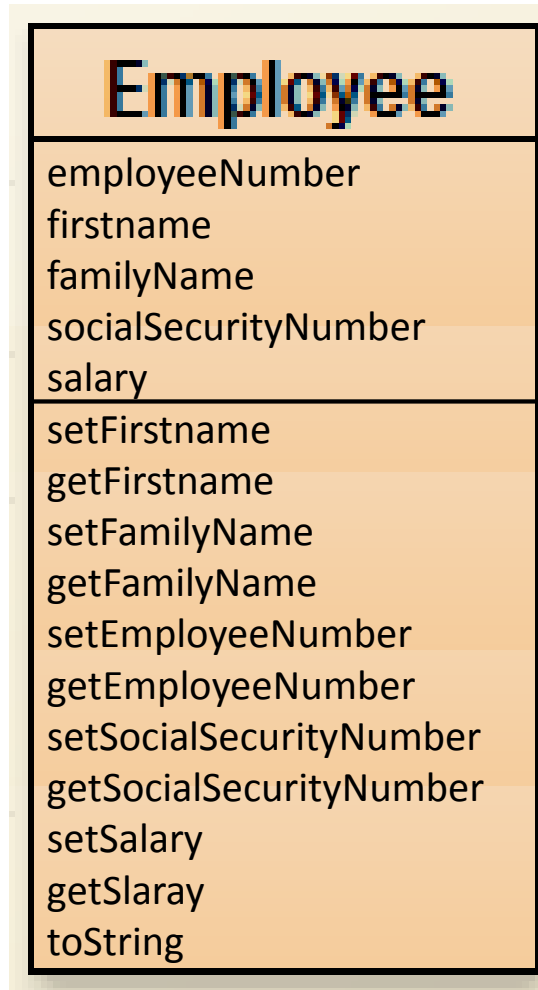 Employee
employeeNumber
firstname
familyName
socialSecurityNumber
salary
setFirstname
getFirstname
setFamilyName
getFamilyName
setEmployeeNumber
getEmployeeNumber
setSocialSecurityNumber
getSocialSecurityNumber
setSalary
getSlaray
toString